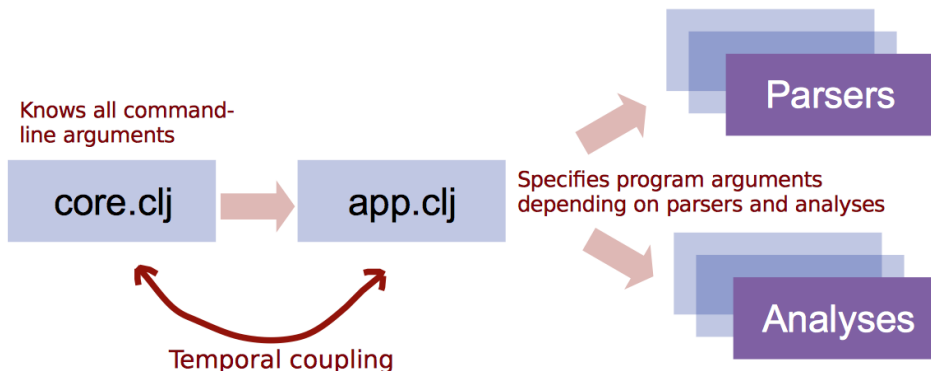 Knows all command-
line arguments
core.clj
app.clj
Parsers
Specifies program arguments
depending on parsers and analyses
Analyses
Temporal coupling